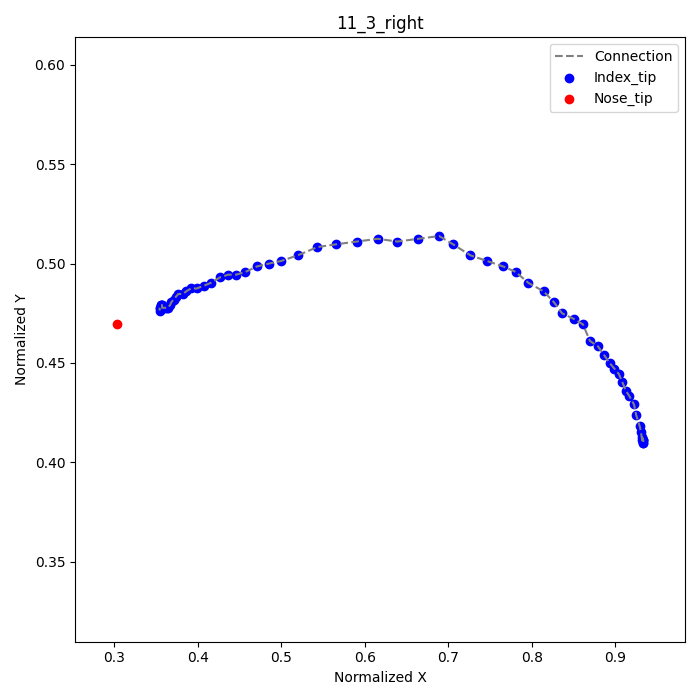 11_3_right
Connection
Index_tip
Nose_tip
0.60
0.55
0.50
0.45
0.40
0.35
Normalized Y
0.3 0.4 0.5 0.6 0.7 0.8 0.9
Normalized X